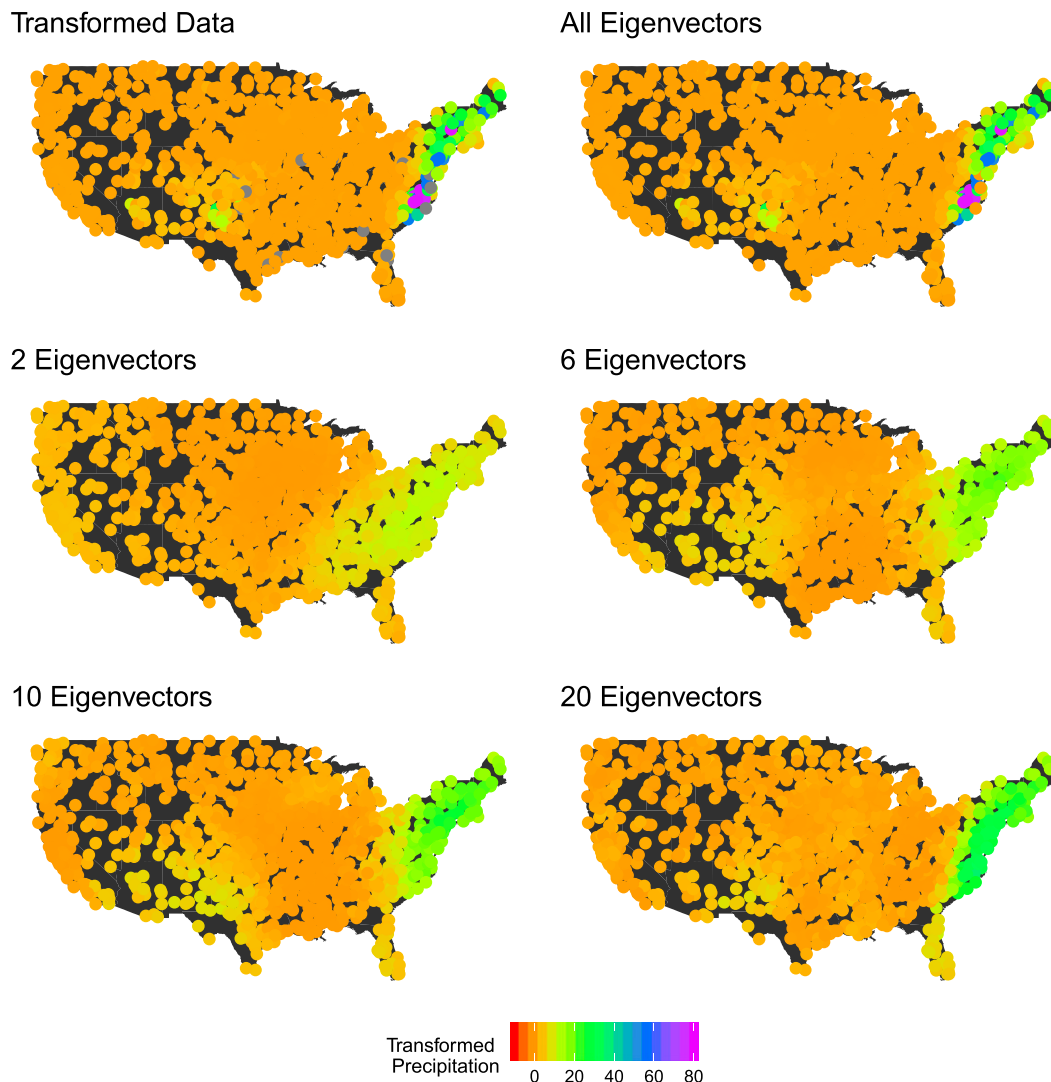 Transformed Data
All Eigenvectors
2 Eigenvectors
6 Eigenvectors
10 Eigenvectors
20 Eigenvectors
Transformed
Precipitation
0 20 40 60 80